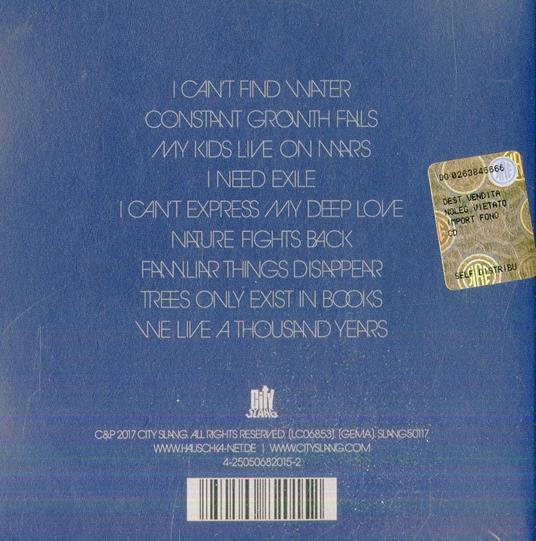 I CAN'T FIND WATER
CONSTANT GROWTH FAILS
MY KIDS LIVE ON MARS
I NEED EXILE
I CAN'T EXPRESS MY DEEP LOVE
NATURE FIGHTS BACK
FAMILIAR THINGS DISAPPEAR
TREES ONLY EXIST IN BOOKS
WE LIVE A THOUSAND YEARS
DO 0263846666
DEST.VENDITA
NOLEG.VIETATO
IMPORT FONO
CD
SELF DISTRIBU
City
SLANG
C&P 2017 CITY SLANG. ALL RIGHTS RESERVED. (LC06853). (GEMA). SLANG50117
WWW.HAUSCHKA-NET.DE | WWW.CITYSLANG.COM
4-25050682015-2